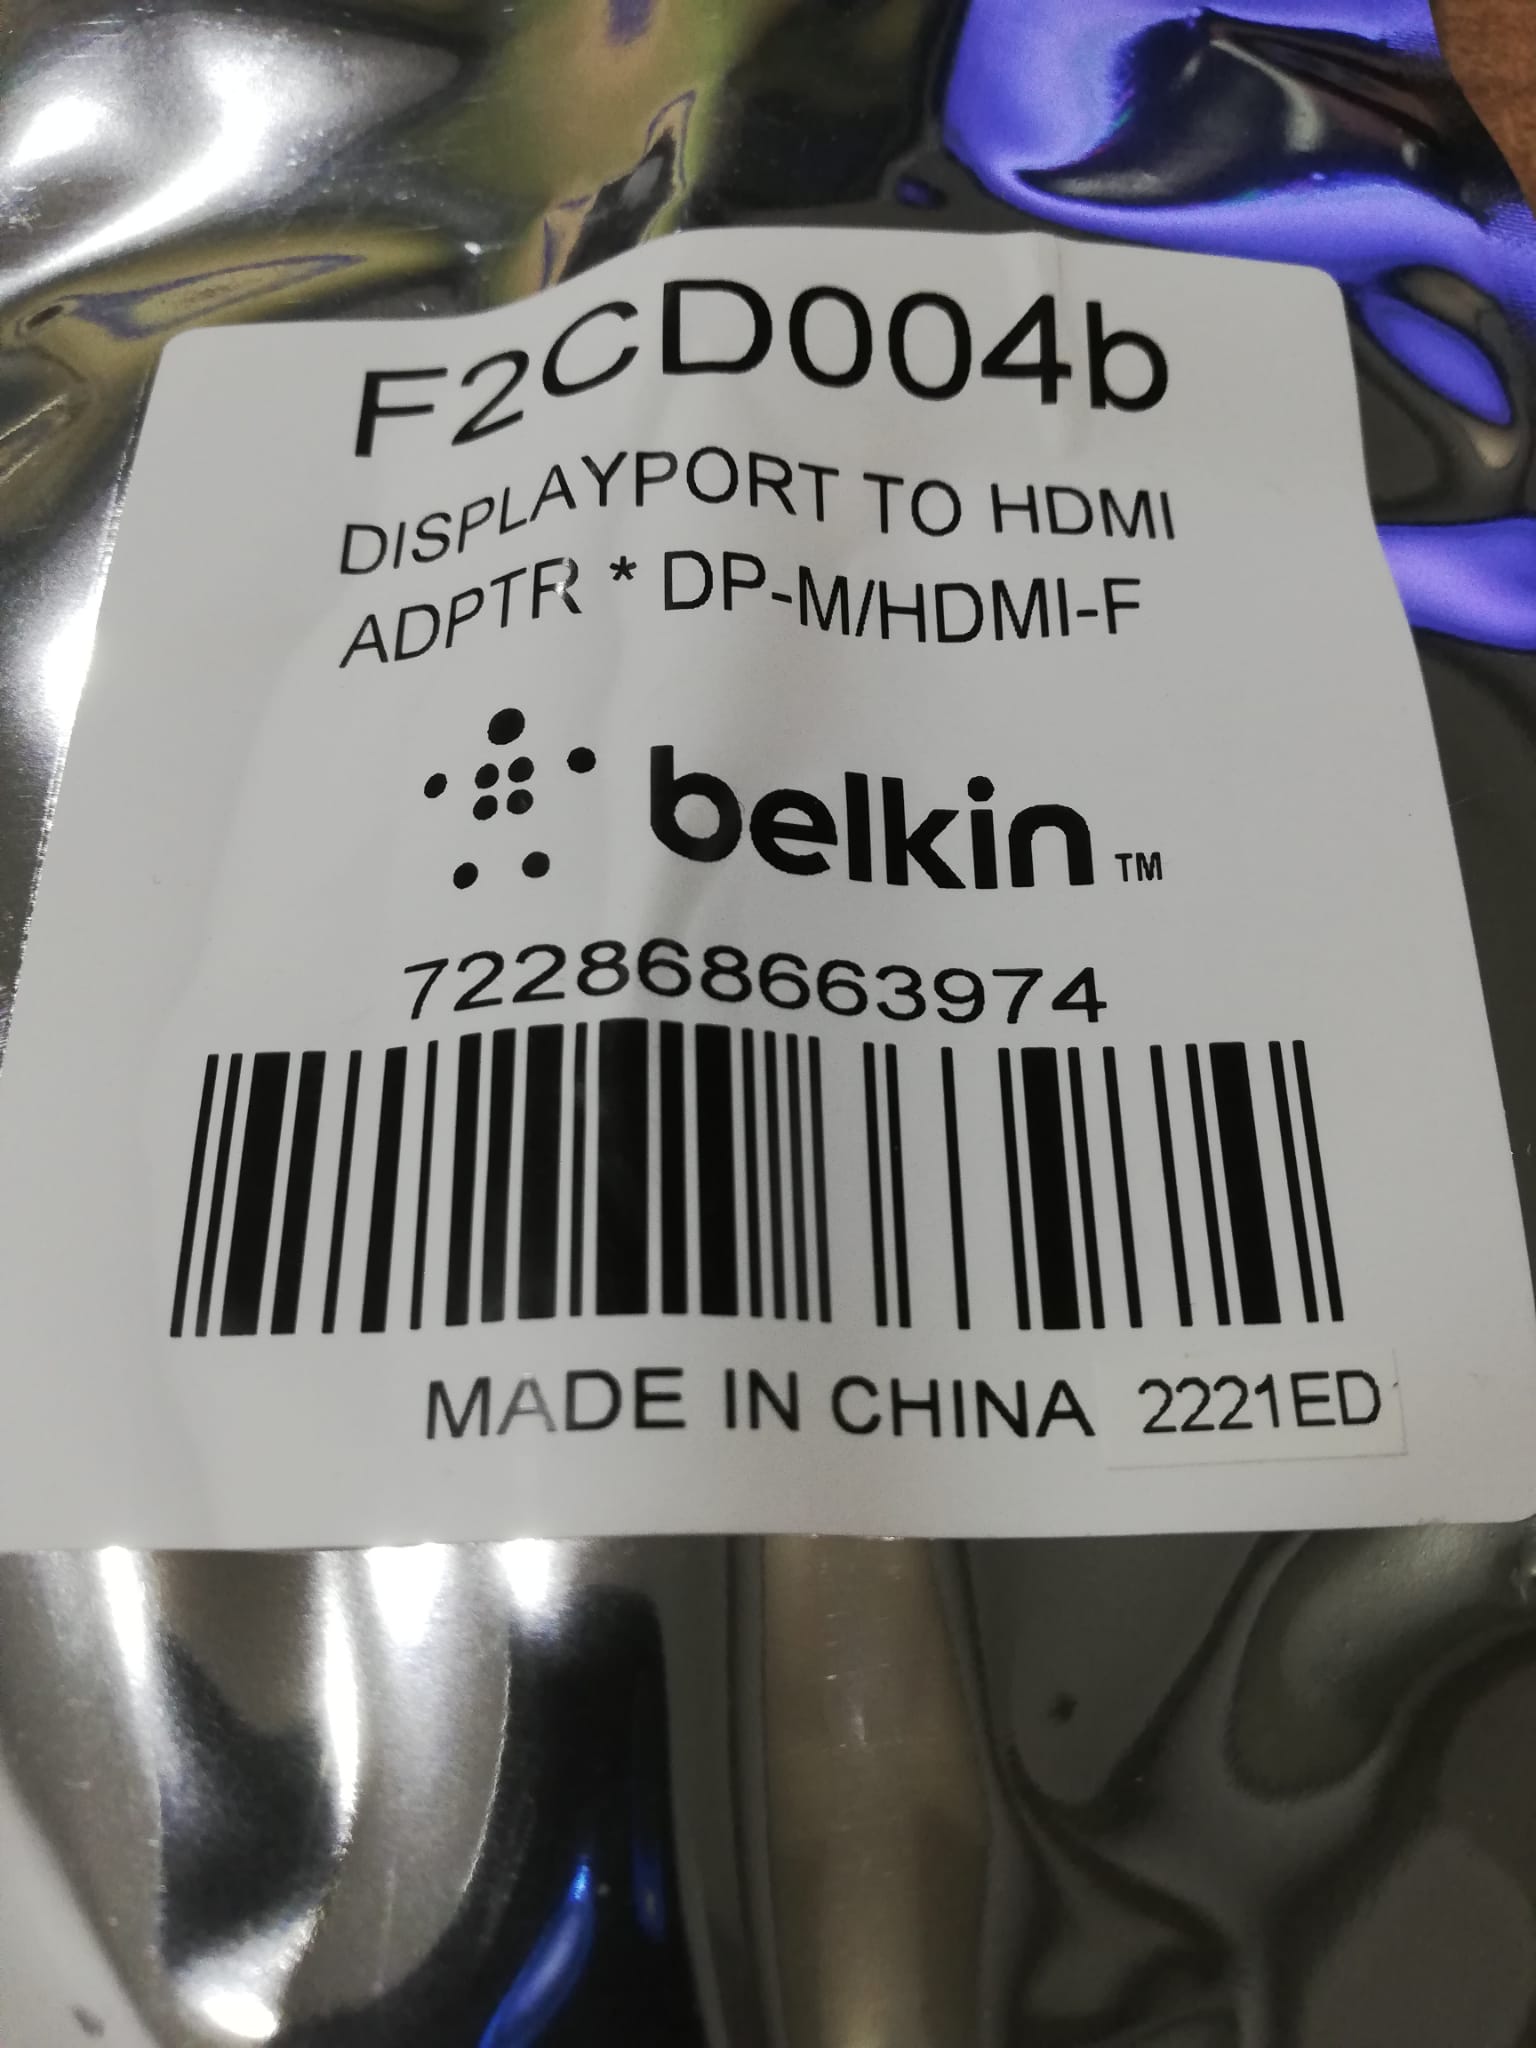 F2CD004b
DISPLAYPORT TO HDMI
ADPTR * DP-M/HDMI-F
belkin™
722868663974
MADE IN CHINA 2221ED